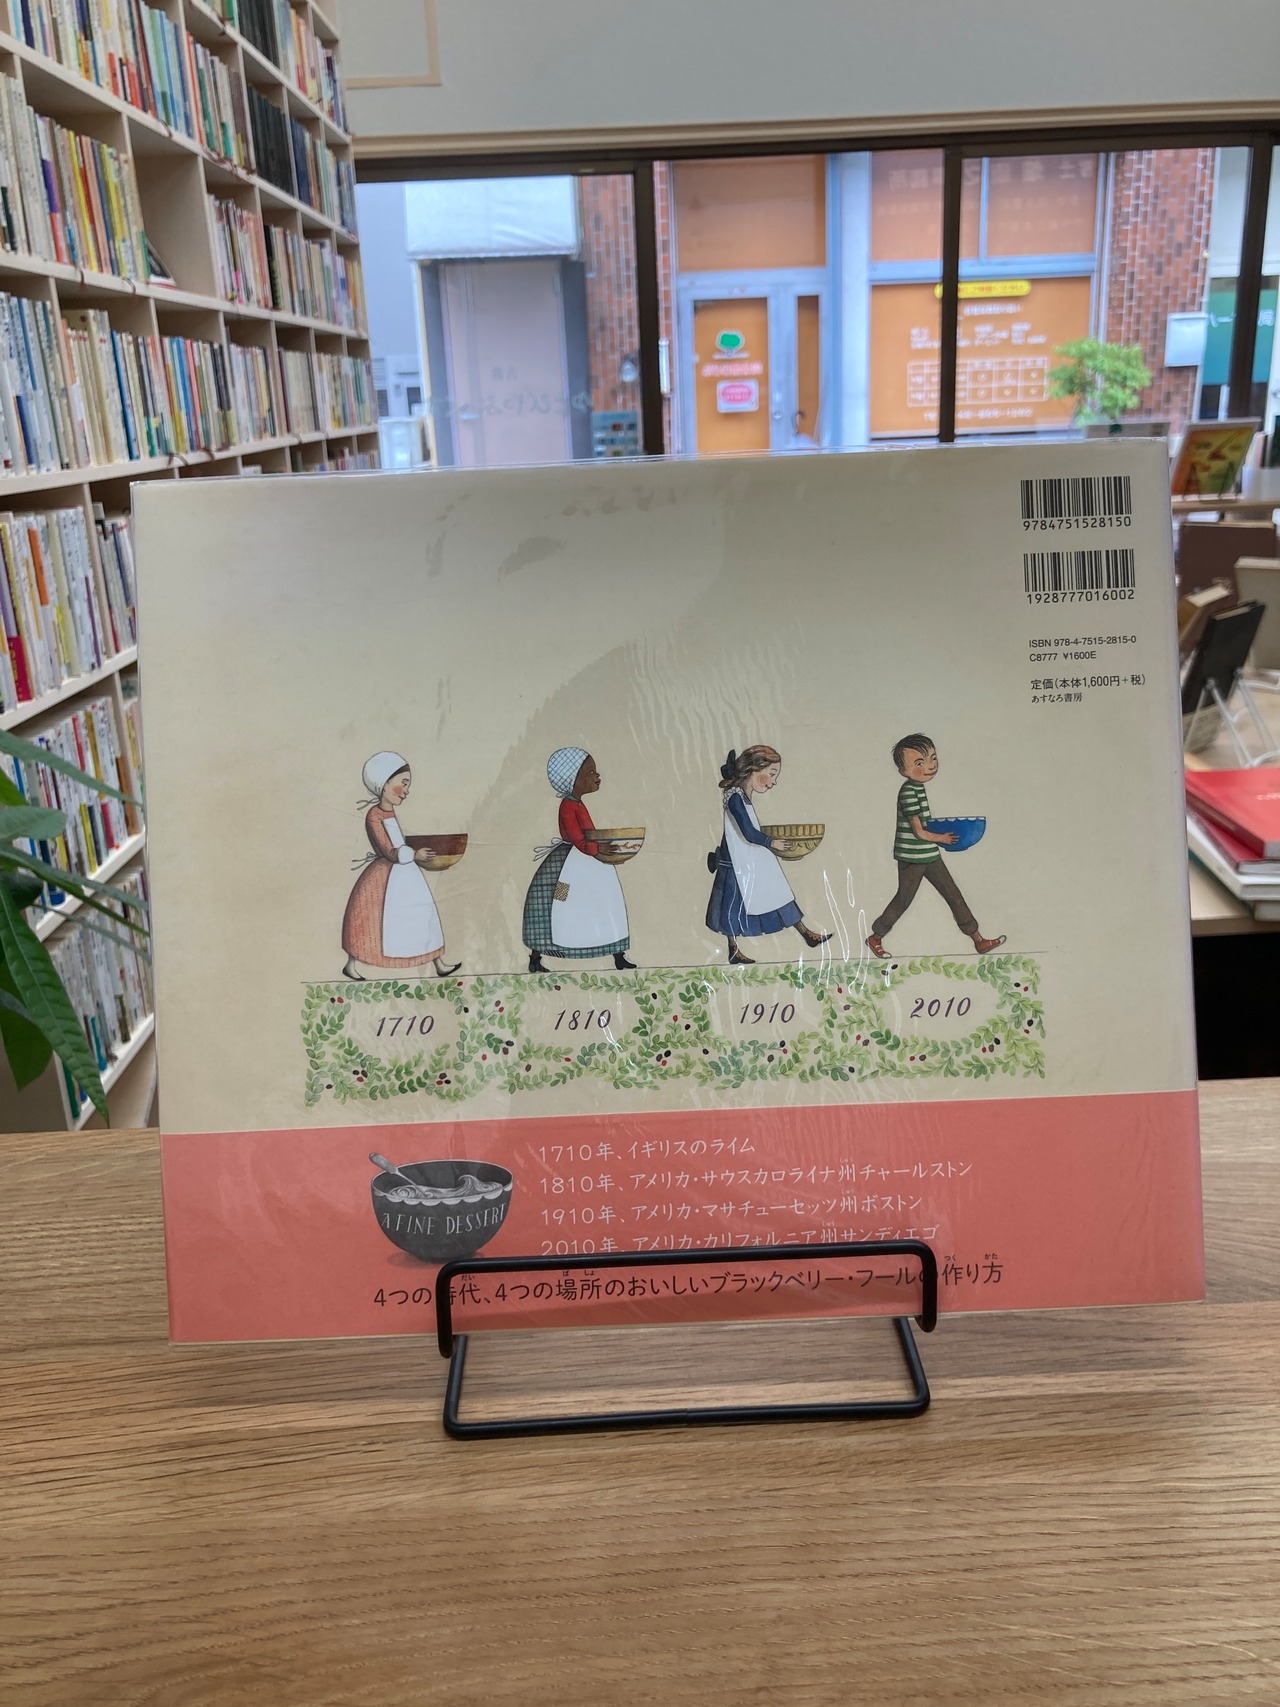 9784751528150
1928777016002
ISBN 978-4-7515-2815-0
C8777 ¥1600E
定価(本体1,600円+税)
あすなろ書房
1710
1810
1910
2010
A FINE DESSERT
1710年、イギリスのライム
1810年、アメリカ・サウスカロライナ州チャールストン
1910年、アメリカ・マサチューセッツ州ボストン
2010年、アメリカ・カリフォルニア州サンディエゴ
4つの時代、4つの場所のおいしいブラックベリー・フールの作り方